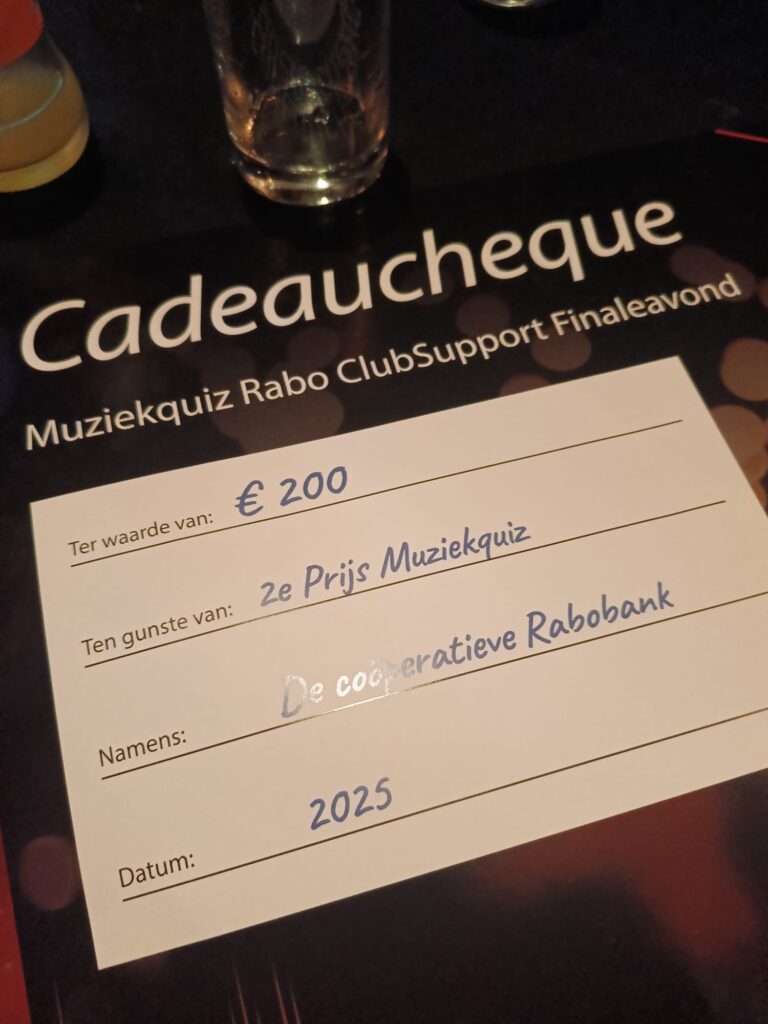 Cadeaucheque
Muziekquiz Rabo ClubSupport Finaleavond
Ter waarde van: € 200
Ten gunste van: 2e Prijs Muziekquiz
Namens: De coöperatieve Rabobank
Datum: 2025